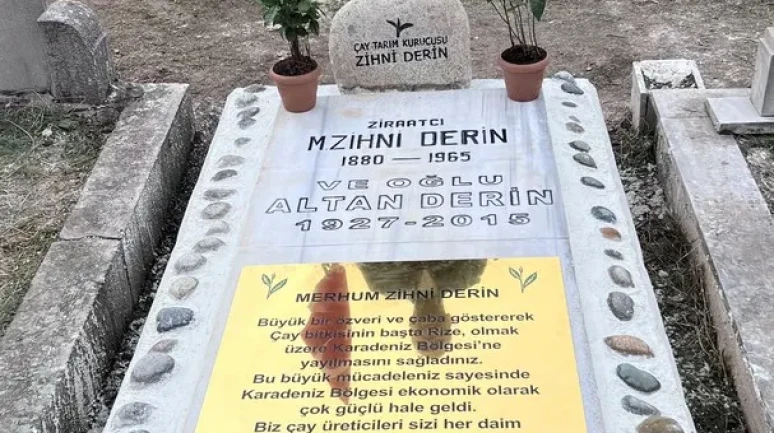 ÇAY TARIM KURUCUSU
ZİHNİ DERİN
ZİRAATCI
M.ZİHNİ DERİN
1880 — 1965
VE OĞLU
ALTAN DERİN
1927-2015
MERHUM ZİHNİ DERİN
Büyük bir özveri ve çaba göstererek
Çay bitkisinin başta Rize, olmak
üzere Karadeniz Bölgesi'ne
yayılmasını sağladınız.
Bu büyük mücadeleniz sayesinde
Karadeniz Bölgesi ekonomik olarak
çok güçlü hale geldi.
Biz çay üreticileri sizi her daim